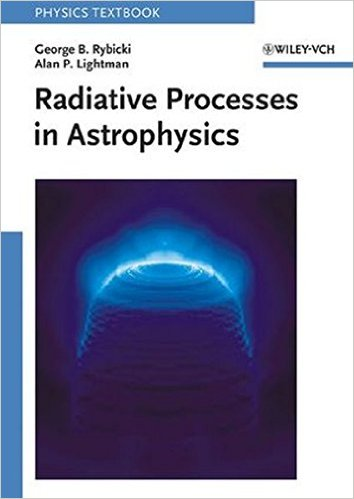 PHYSICS TEXTBOOK
George B. Rybicki
Alan P. Lightman
WILEY-VCH
Radiative Processes
in Astrophysics